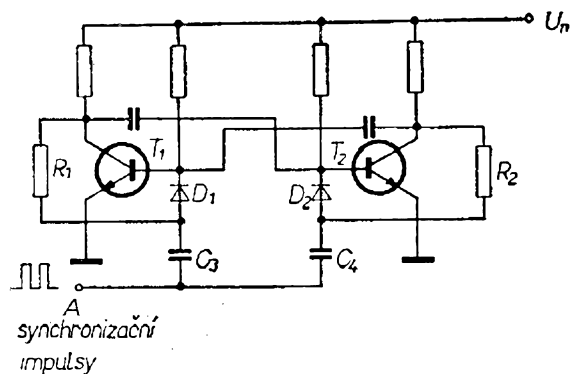 Uₙ
T₁
T₂
R₁
D₁
D₂
R₂
C₃
C₄
A
synchronizační
impulsy